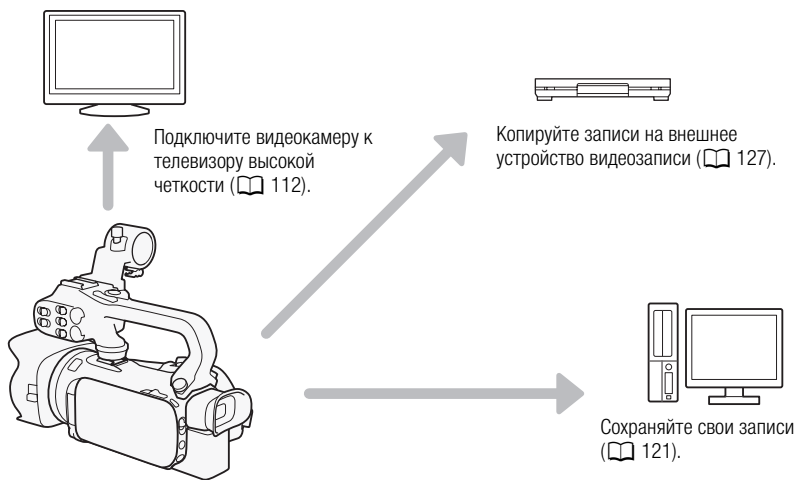 Подключите видеокамеру к
телевизору высокой
четкости (112).
Копируйте записи на внешнее
устройство видеозаписи (127).
Сохраняйте свои записи
(121).